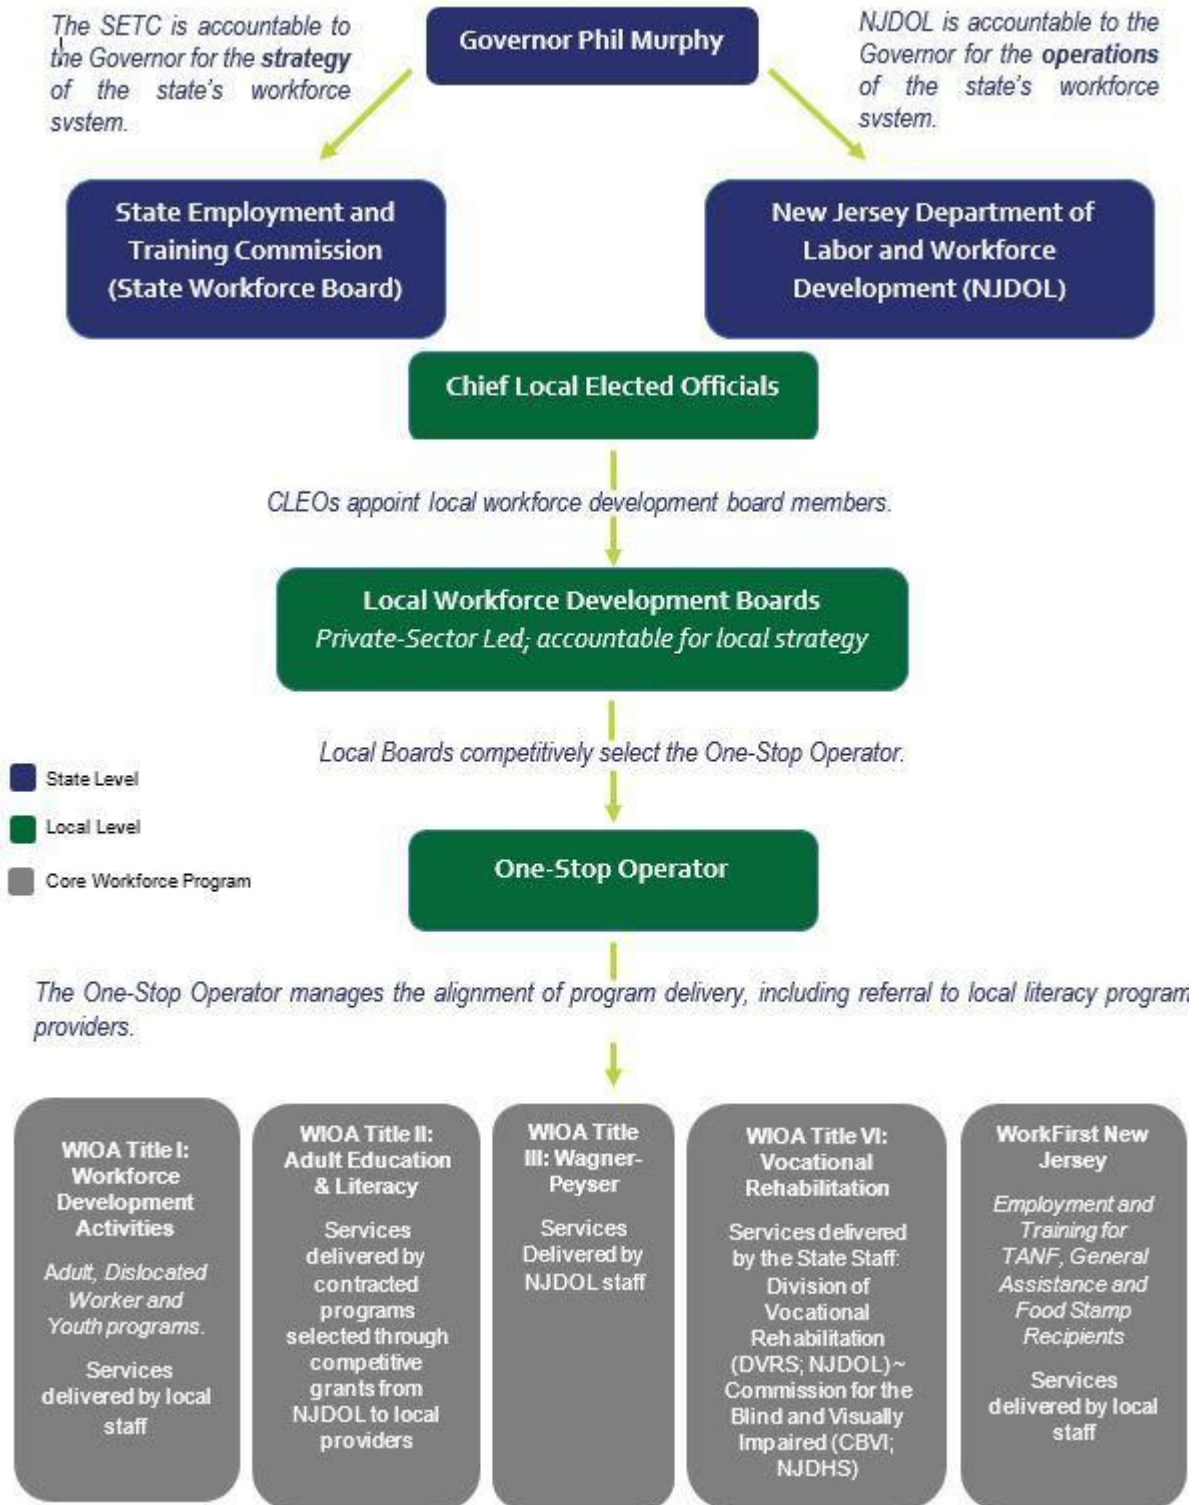 The SETC is accountable to
the Governor for the strategy
of the state's workforce
system.
Governor Phil Murphy
NJDOL is accountable to the
Governor for the operations
of the state's workforce
system.
State Employment and
Training Commission
(State Workforce Board)
New Jersey Department of
Labor and Workforce
Development (NJDOL)
Chief Local Elected Officials
CLEOs appoint local workforce development board members.
Local Workforce Development Boards
Private-Sector Led; accountable for local strategy
Local Boards competitively select the One-Stop Operator.
State Level
Local Level
Core Workforce Program
One-Stop Operator
The One-Stop Operator manages the alignment of program delivery, including referral to local literacy program
providers.
WIOA Title I:
Workforce
Development
Activities
Adult, Dislocated
Worker and
Youth programs.
Services
delivered by local
staff
WIOA Title II:
Adult Education
& Literacy
Services
delivered by
contracted
programs
selected through
competitive
grants from
NJDOL to local
providers
WIOA Title
III: Wagner-
Peyser
Services
Delivered by
NJDOL staff
WIOA Title VI:
Vocational
Rehabilitation
Services delivered
by the State Staff:
Division of
Vocational
Rehabilitation
(DVRS; NJDOL)~
Commission for the
Blind and Visually
Impaired (CBVI;
NJDHS)
WorkFirst New
Jersey
Employment and
Training for
TANF, General
Assistance and
Food Stamp
Recipients
Services
delivered by local
staff